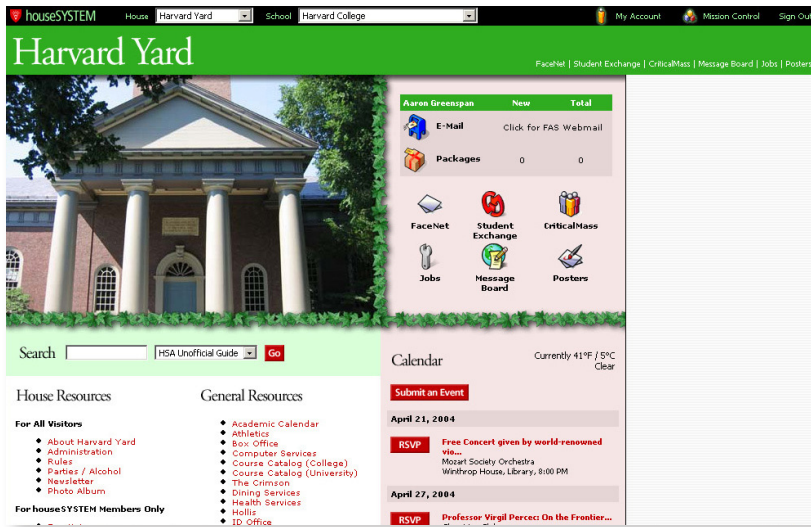 houseSYSTEM House Harvard Yard School Harvard College My Account Mission Control Sign Out
Harvard Yard
FaceNet | Student Exchange | CriticalMass | Message Board | Jobs | Posters
Aaron Greenspan New Total
E-Mail Click for FAS Webmail
Packages 0 0
FaceNet Student Exchange CriticalMass
Jobs Message Board Posters
Search HSA Unofficial Guide Go
Calendar Currently 41°F / 5°C
Clear
Submit an Event
House Resources
For All Visitors
About Harvard Yard
Administration
Rules
Parties / Alcohol
Newsletter
Photo Album
For houseSYSTEM Members Only
General Resources
Academic Calendar
Athletics
Box Office
Computer Services
Course Catalog (College)
Course Catalog (University)
The Crimson
Dining Services
Health Services
Hollis
ID Office
April 21, 2004
RSVP Free Concert given by world-renowned
vio...
Mozart Society Orchestra
Winthrop House, Library, 8:00 PM
April 27, 2004
RSVP Professor Virgil Percec: On the Frontier...